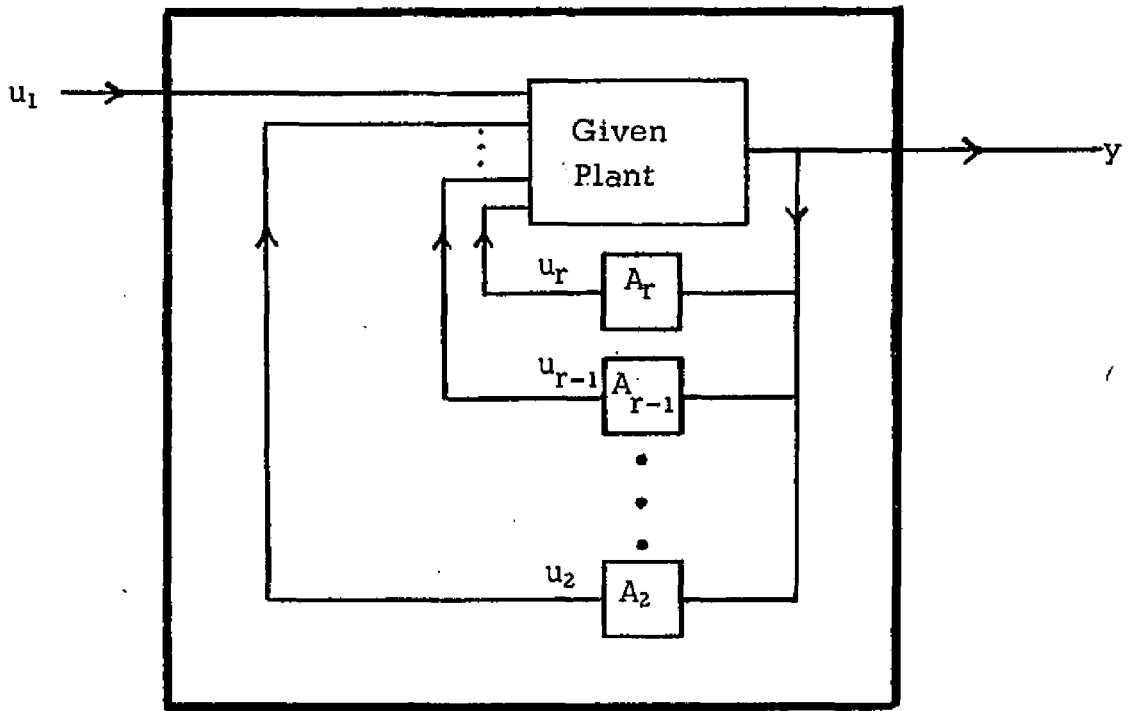 u₁
Given
Plant
y
uᵣ
Aᵣ
uᵣ₋₁
Aᵣ₋₁
u₂
A₂